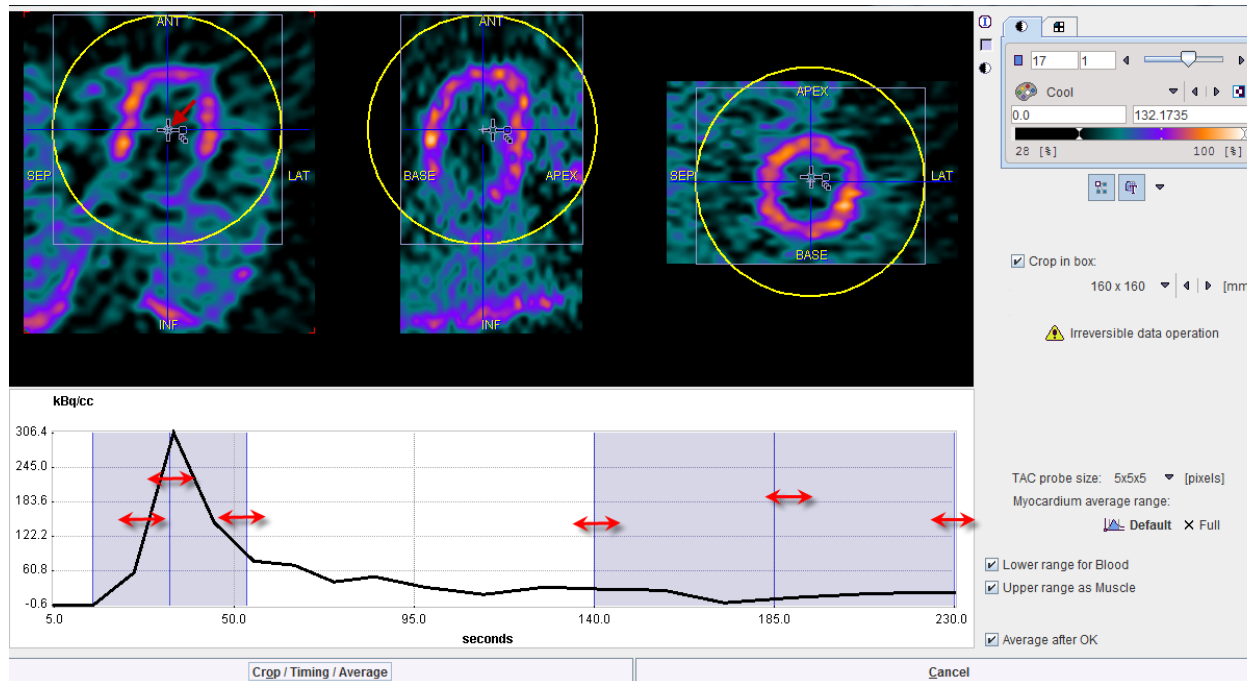 ANT
SEP
LAT
INF
ANT
BASE
APEX
INF
APEX
SEP
LAT
BASE
17 1
Cool
0.0 132.1735
28 [%] 100 [%]
Crop in box:
160 x 160 [mm
Irreversible data operation
kBq/cc
306.4
245.0
183.6
122.2
60.8
-0.6
5.0 50.0 95.0 140.0 185.0 230.0
seconds
TAC probe size: 5x5x5 [pixels]
Myocardium average range:
Default Full
Lower range for Blood
Upper range as Muscle
Average after OK
Crop / Timing / Average
Cancel